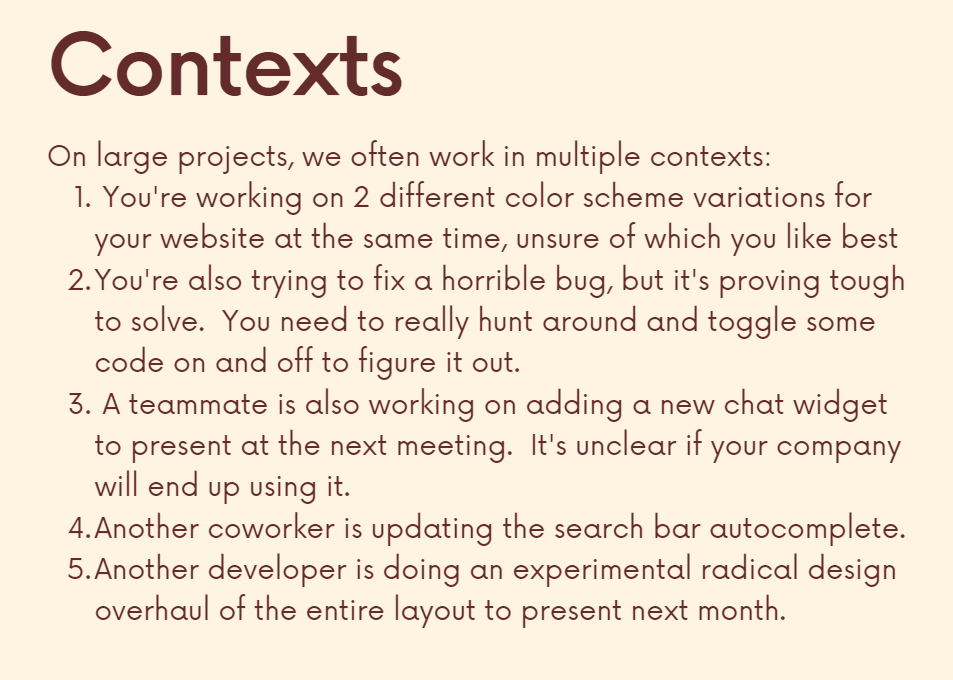 Contexts
On large projects, we often work in multiple contexts:
1. You're working on 2 different color scheme variations for
your website at the same time, unsure of which you like best
2.You're also trying to fix a horrible bug, but it's proving tough
to solve.  You need to really hunt around and toggle some
code on and off to figure it out.
3. A teammate is also working on adding a new chat widget
to present at the next meeting.  It's unclear if your company
will end up using it.
4.Another coworker is updating the search bar autocomplete.
5.Another developer is doing an experimental radical design
overhaul of the entire layout to present next month.